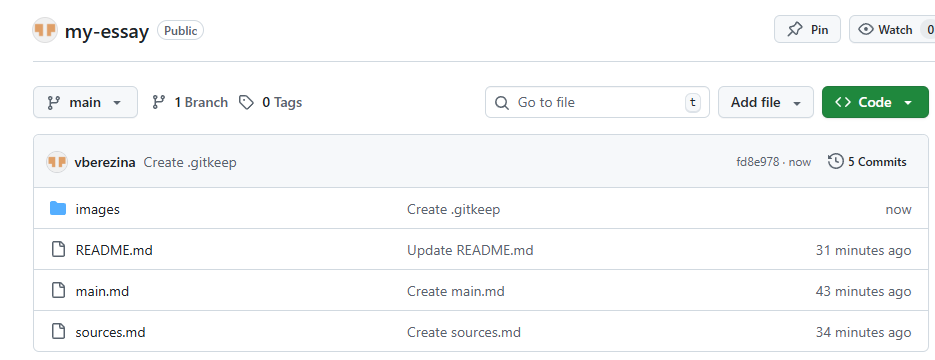 my-essay Public Pin Watch 0
main 1 Branch 0 Tags Go to file t Add file Code
vberezina Create .gitkeep fd8e978 · now 5 Commits
images Create .gitkeep now
README.md Update README.md 31 minutes ago
main.md Create main.md 43 minutes ago
sources.md Create sources.md 34 minutes ago